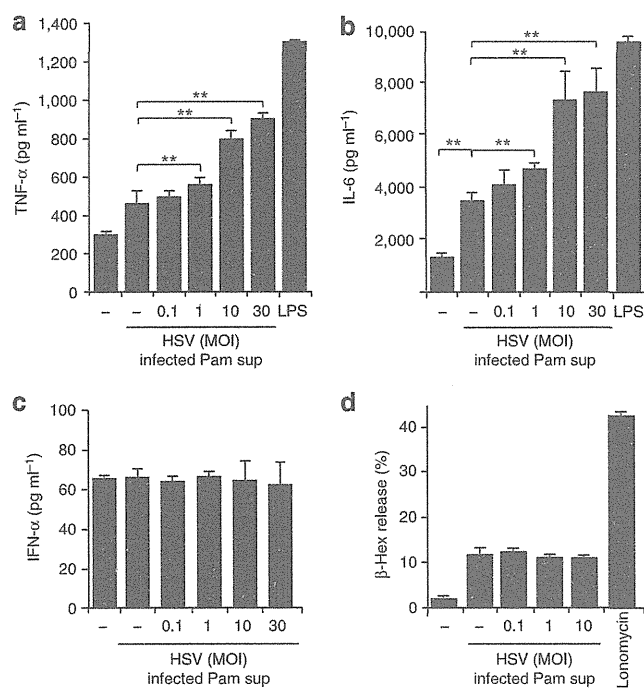 a
1,400
1,200
1,000
800
600
400
200
0
TNF-α (pg ml⁻¹)
**
**
**
– – 0.1 1 10 30 LPS
HSV (MOI)
infected Pam sup
b
10,000
8,000
6,000
4,000
2,000
IL-6 (pg ml⁻¹)
**
**
** **
– – 0.1 1 10 30 LPS
HSV (MOI)
infected Pam sup
c
100
80
60
40
20
0
IFN-α (pg ml⁻¹)
– – 0.1 1 10 30
HSV (MOI)
infected Pam sup
d
40
30
20
10
0
β-Hex release (%)
– – 0.1 1 10 Lonomycin
HSV (MOI)
infected Pam sup